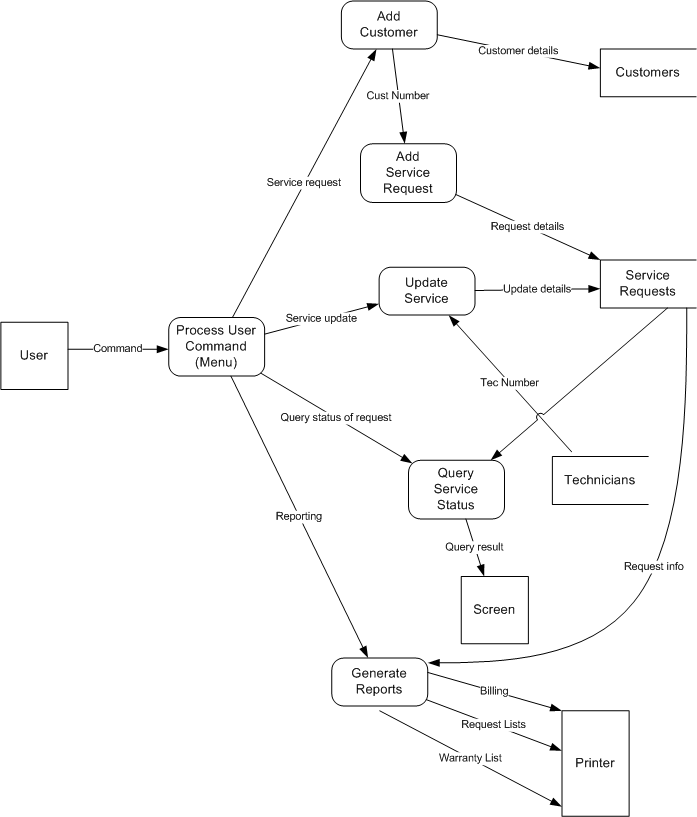 Add
Customer
Customer details
Customers
Cust Number
Add
Service
Request
Service request
Request details
Service
Requests
Update
Service
Update details
Service update
Process User
Command
(Menu)
User
Command
Tec Number
Query status of request
Query
Service
Status
Technicians
Reporting
Query result
Request info
Screen
Generate
Reports
Billing
Request Lists
Warranty List
Printer